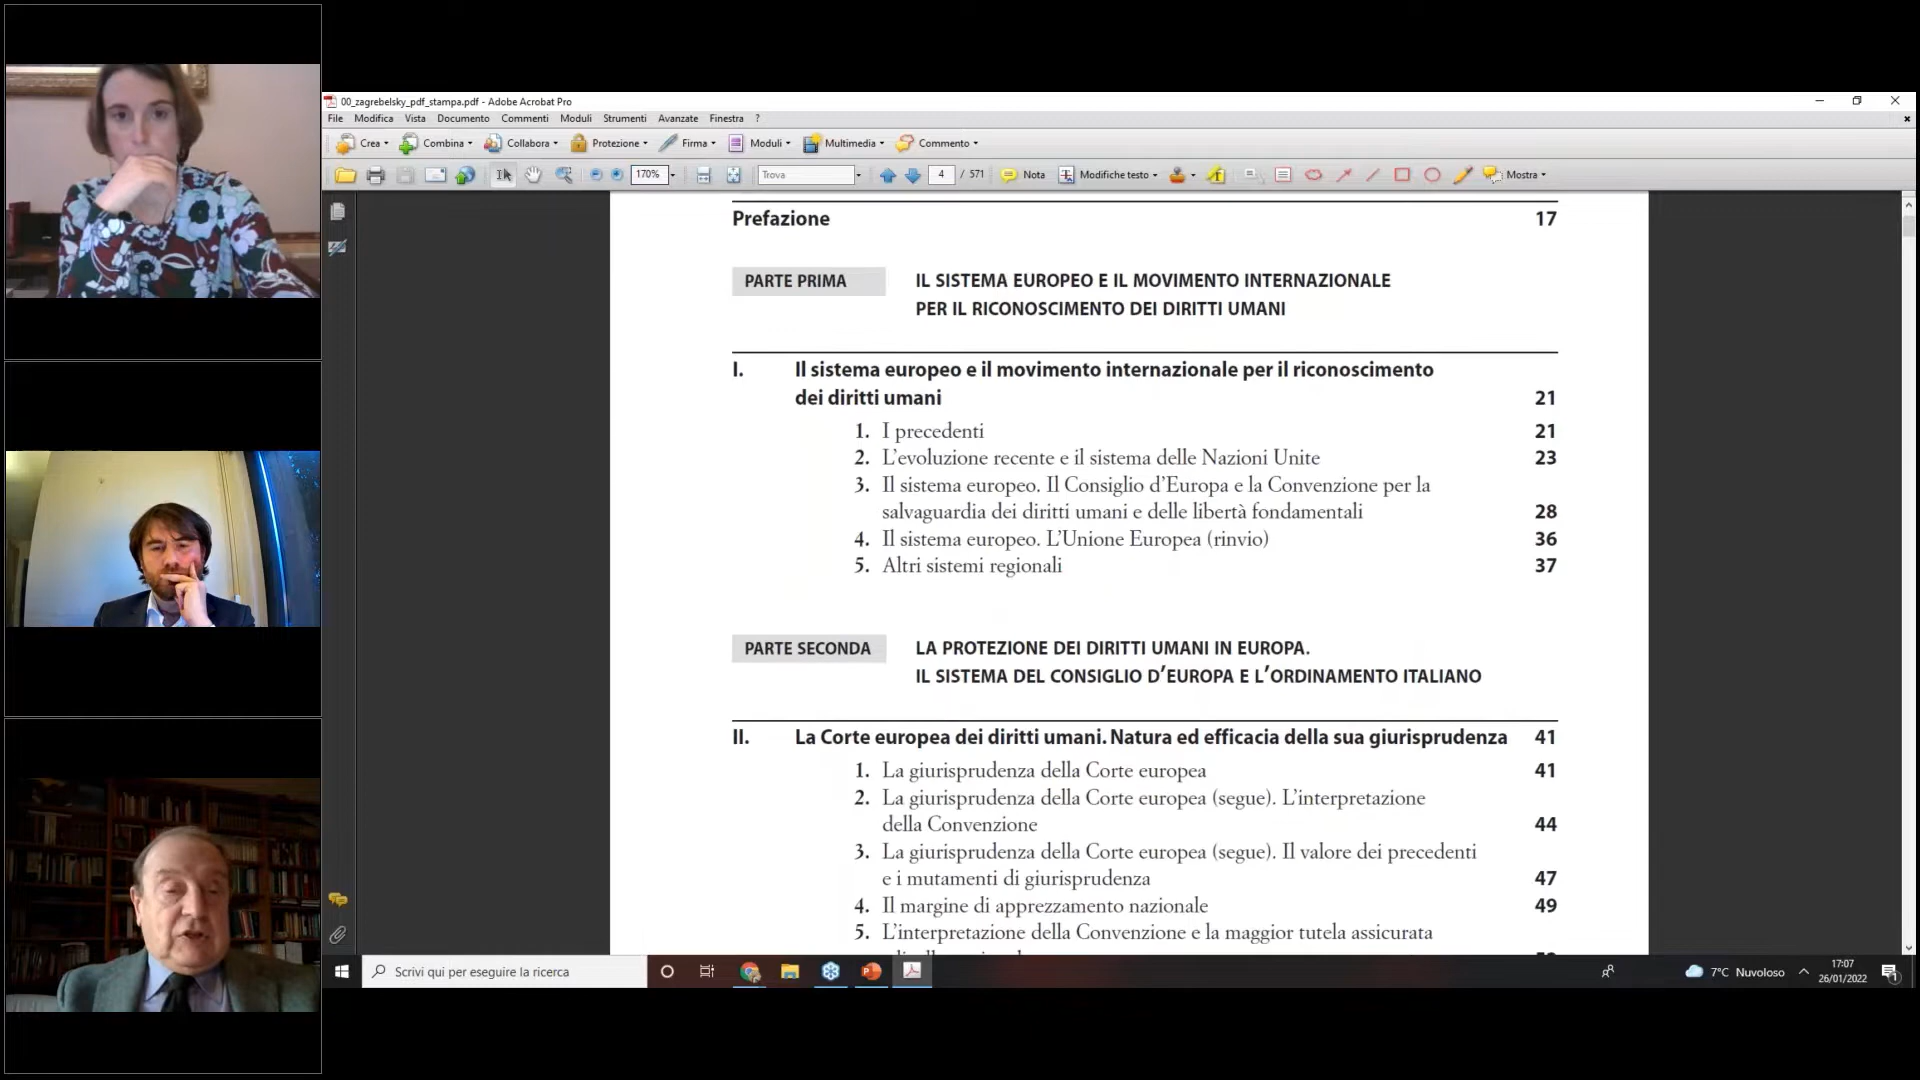 00_zagrebelsky_pdf_stampa.pdf - Adobe Acrobat Pro
File Modifica Vista Documento Commenti Moduli Strumenti Avanzate Finestra ?
Crea Combina Collabora Protezione Firma Moduli Multimedia Commento
170% Trova 4 / 571 Nota Modifiche testo Mostra
Prefazione 17
PARTE PRIMA IL SISTEMA EUROPEO E IL MOVIMENTO INTERNAZIONALE
PER IL RICONOSCIMENTO DEI DIRITTI UMANI
I. Il sistema europeo e il movimento internazionale per il riconoscimento
dei diritti umani 21
1. I precedenti 21
2. L'evoluzione recente e il sistema delle Nazioni Unite 23
3. Il sistema europeo. Il Consiglio d'Europa e la Convenzione per la
salvaguardia dei diritti umani e delle libertà fondamentali 28
4. Il sistema europeo. L'Unione Europea (rinvio) 36
5. Altri sistemi regionali 37
PARTE SECONDA LA PROTEZIONE DEI DIRITTI UMANI IN EUROPA.
IL SISTEMA DEL CONSIGLIO D'EUROPA E L'ORDINAMENTO ITALIANO
II. La Corte europea dei diritti umani. Natura ed efficacia della sua giurisprudenza 41
1. La giurisprudenza della Corte europea 41
2. La giurisprudenza della Corte europea (segue). L'interpretazione
della Convenzione 44
3. La giurisprudenza della Corte europea (segue). Il valore dei precedenti
e i mutamenti di giurisprudenza 47
4. Il margine di apprezzamento nazionale 49
5. L'interpretazione della Convenzione e la maggior tutela assicurata
Scrivi qui per eseguire la ricerca
7°C Nuvoloso
17:07
26/01/2022
1